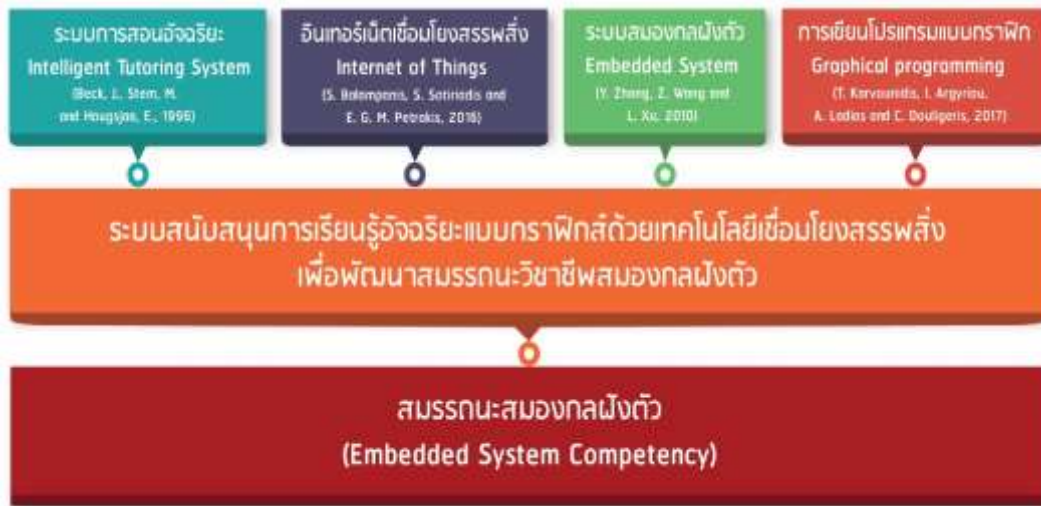 ระบบการสอนอัจฉริยะ
Intelligent Tutoring System
(Beck, J., Stem, M.
and Haugsjaa, E., 1996)
อินเทอร์เน็ตเชื่อมโยงสรรพสิ่ง
Internet of Things
(S. Balampanis, S. Sotiriadis and
E. G. M. Petrakis, 2016)
ระบบสมองกลฝังตัว
Embedded System
(Y. Zhang, Z. Wang and
L. Xu, 2010)
การเขียนโปรแกรมแบบกราฟิก
Graphical programming
(T. Karvounidis, I. Argyriou,
A. Ladias and C. Douligeris, 2017)
ระบบสนับสนุนการเรียนรู้อัจฉริยะแบบกราฟิกส์ด้วยเทคโนโลยีเชื่อมโยงสรรพสิ่ง
เพื่อพัฒนาสมรรถนะวิชาชีพสมองกลฝังตัว
สมรรถนะสมองกลฝังตัว
(Embedded System Competency)